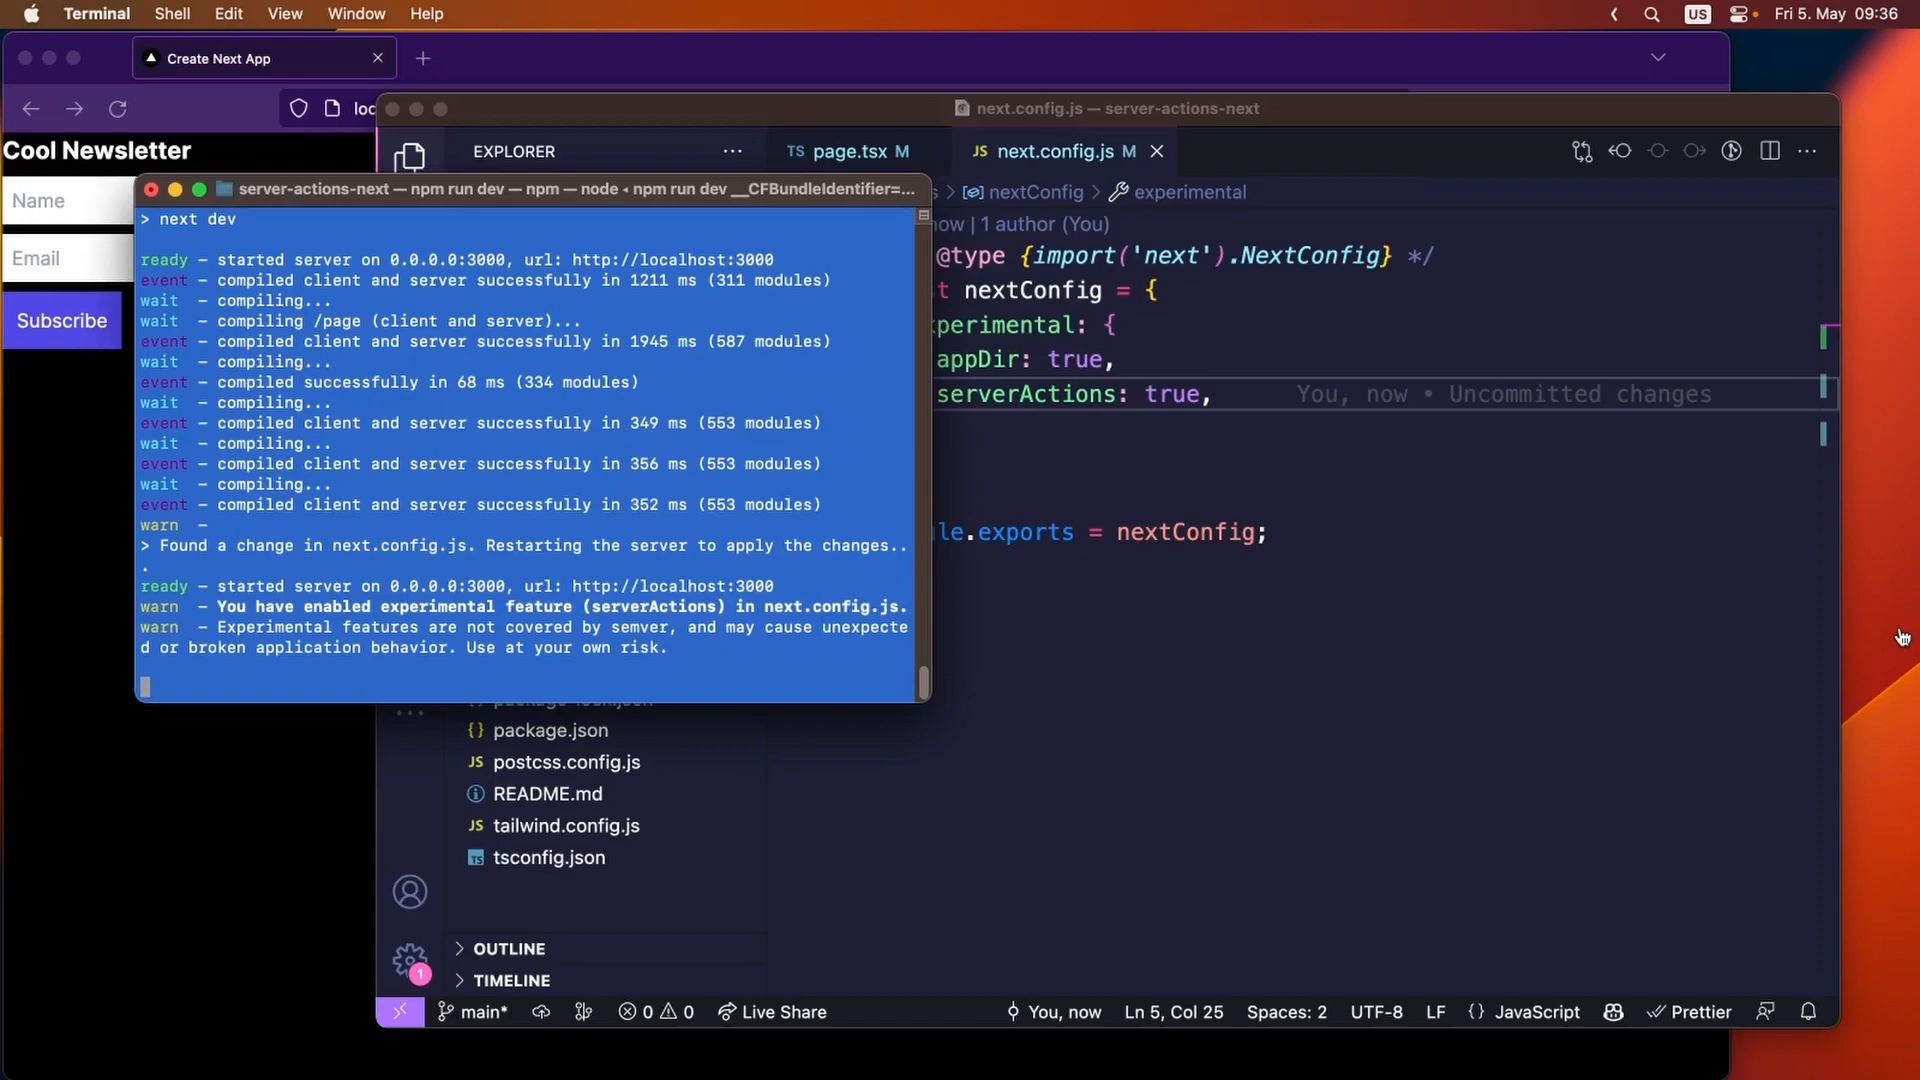 Terminal Shell Edit View Window Help
US Fri 5. May 09:36
Create Next App
loc
next.config.js — server-actions-next
Cool Newsletter
Name
Email
Subscribe
EXPLORER
TS page.tsx M
JS next.config.js M
s > nextConfig > experimental
now | 1 author (You)
@type {import('next').NextConfig} */
t nextConfig = {
perimental: {
appDir: true,
serverActions: true, You, now • Uncommitted changes
le.exports = nextConfig;
server-actions-next — npm run dev — npm — node ◂ npm run dev __CFBundleIdentifier=...
> next dev
ready - started server on 0.0.0.0:3000, url: http://localhost:3000
event - compiled client and server successfully in 1211 ms (311 modules)
wait - compiling...
wait - compiling /page (client and server)...
event - compiled client and server successfully in 1945 ms (587 modules)
wait - compiling...
event - compiled successfully in 68 ms (334 modules)
wait - compiling...
event - compiled client and server successfully in 349 ms (553 modules)
wait - compiling...
event - compiled client and server successfully in 356 ms (553 modules)
wait - compiling...
event - compiled client and server successfully in 352 ms (553 modules)
warn -
> Found a change in next.config.js. Restarting the server to apply the changes..
.
ready - started server on 0.0.0.0:3000, url: http://localhost:3000
warn - You have enabled experimental feature (serverActions) in next.config.js.
warn - Experimental features are not covered by semver, and may cause unexpecte
d or broken application behavior. Use at your own risk.
{} package.json
JS postcss.config.js
README.md
JS tailwind.config.js
TS tsconfig.json
OUTLINE
1
TIMELINE
main* 0 0 Live Share You, now Ln 5, Col 25 Spaces: 2 UTF-8 LF {} JavaScript Prettier